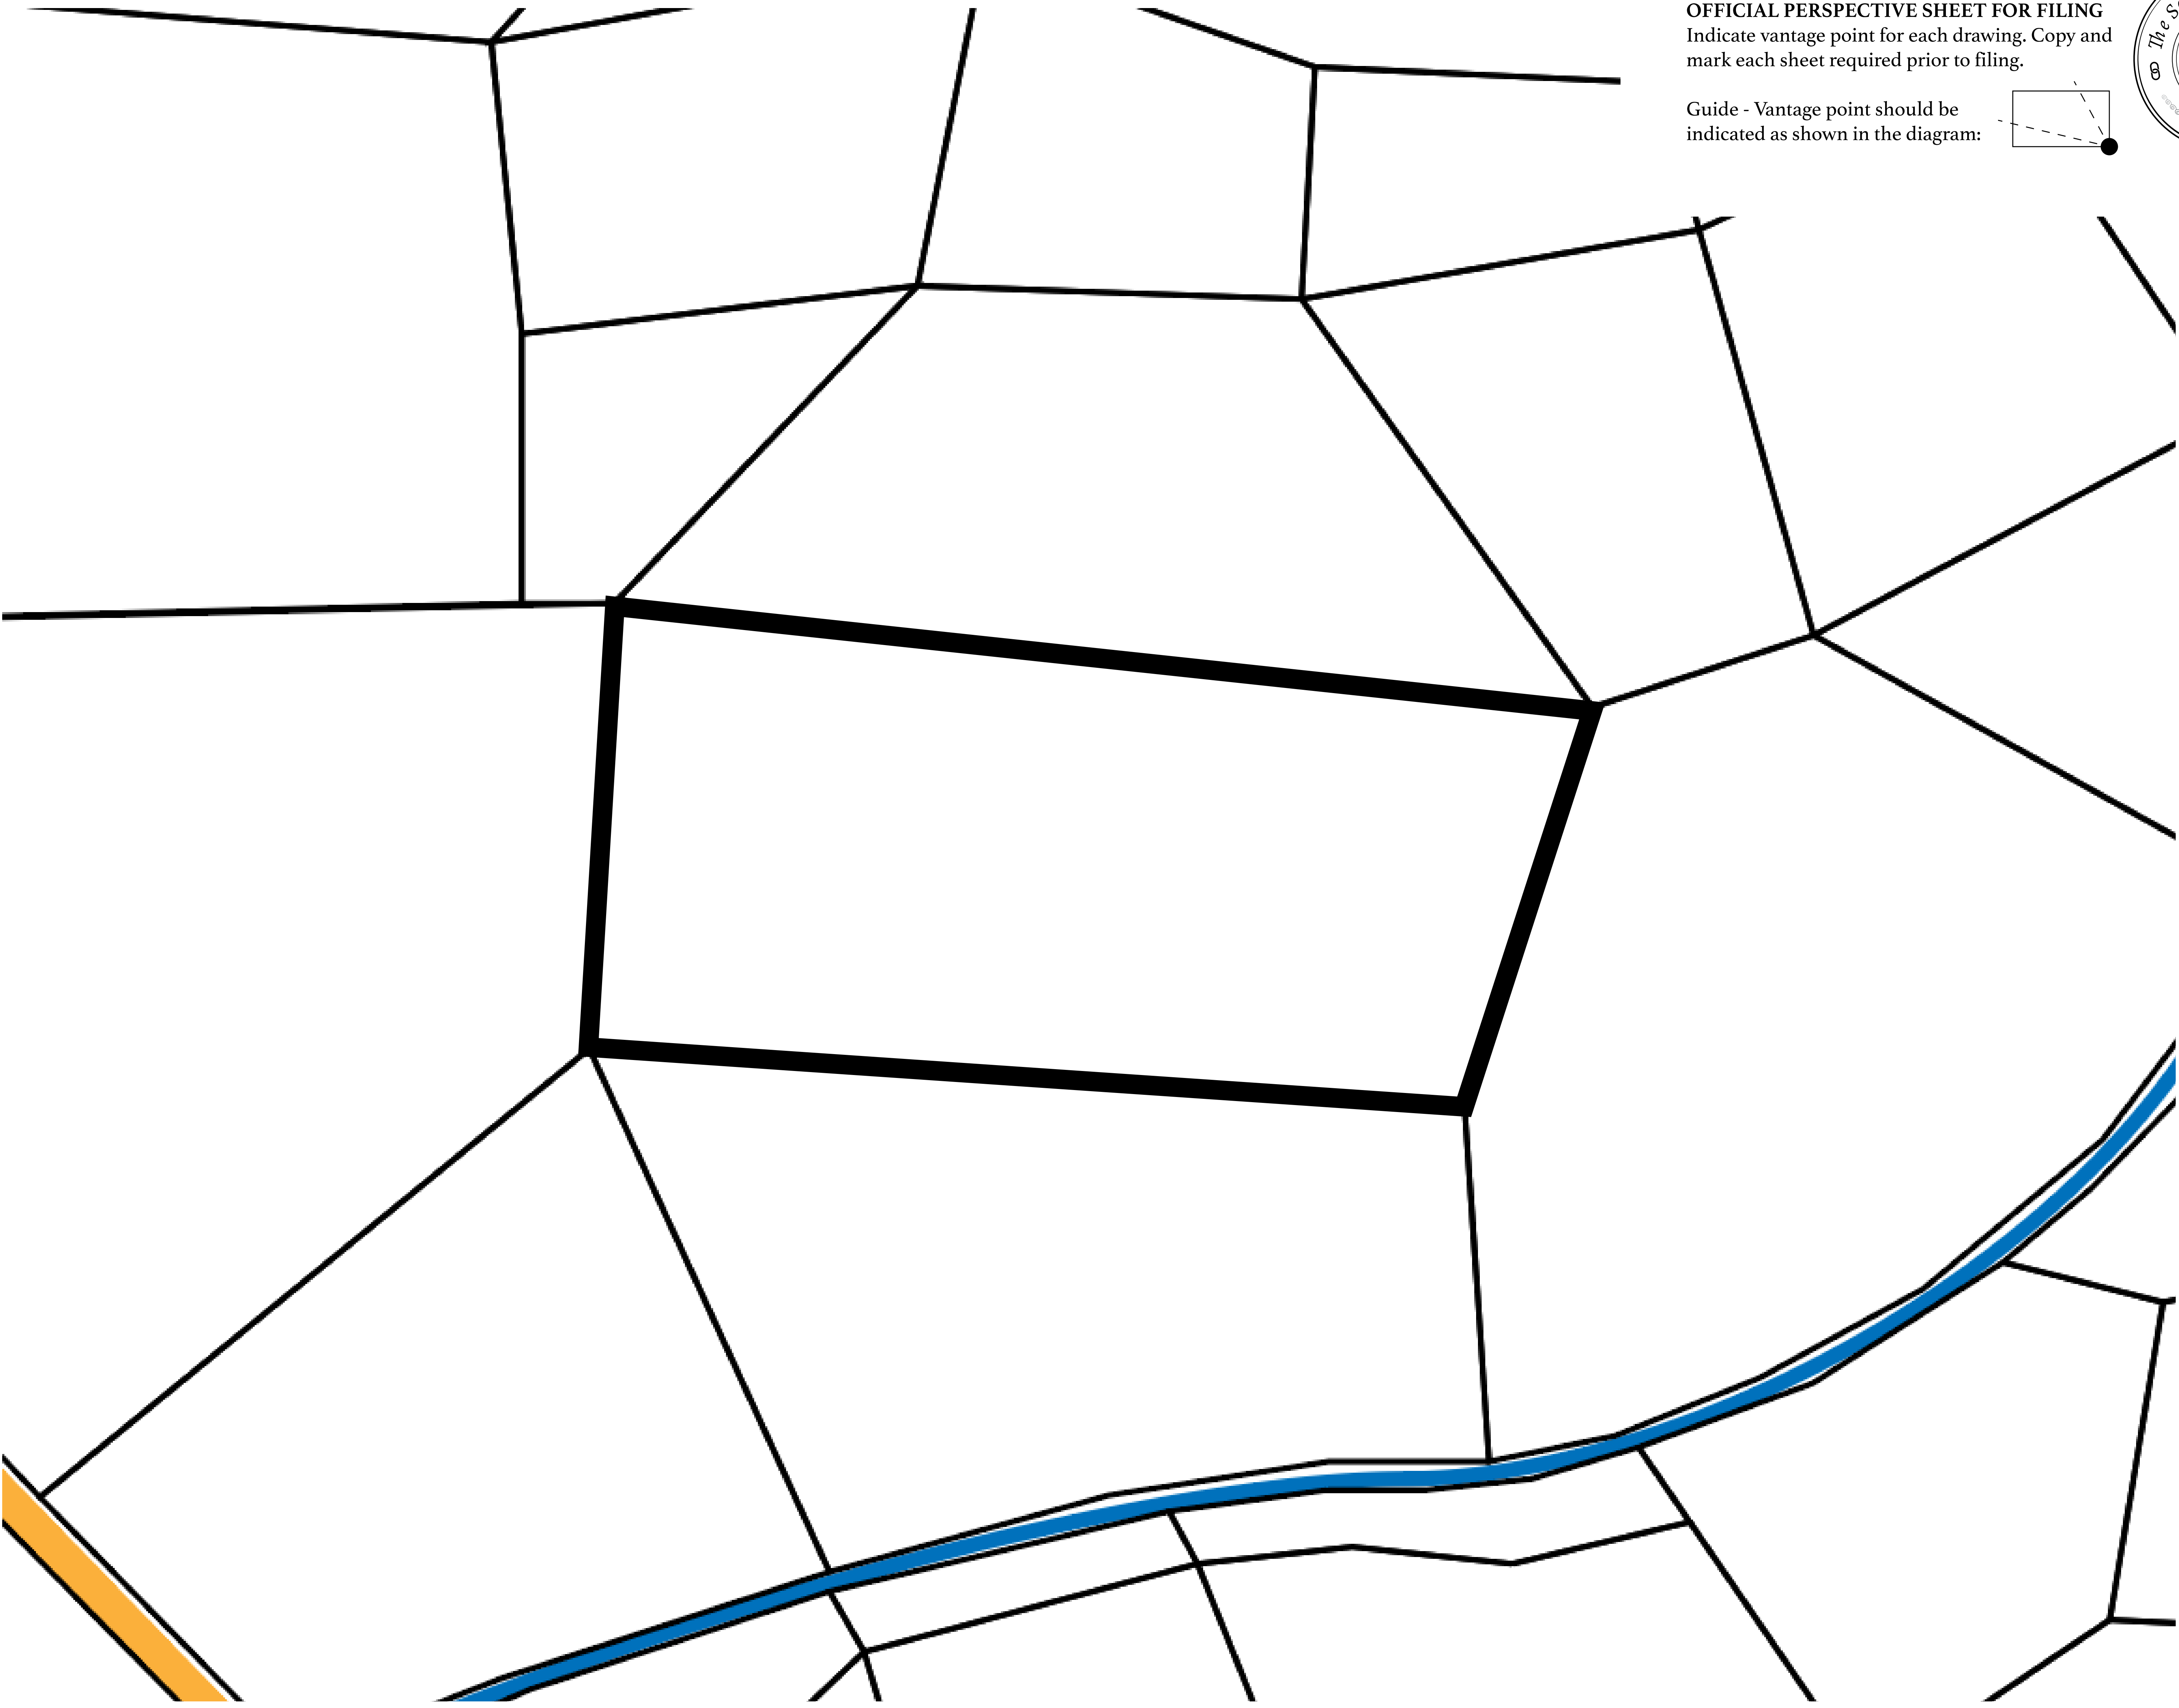 OFFICIAL PERSPECTIVE SHEET FOR FILING
Indicate vantage point for each drawing. Copy and
mark each sheet required prior to filing.
Guide - Vantage point should be
indicated as shown in the diagram:
The S